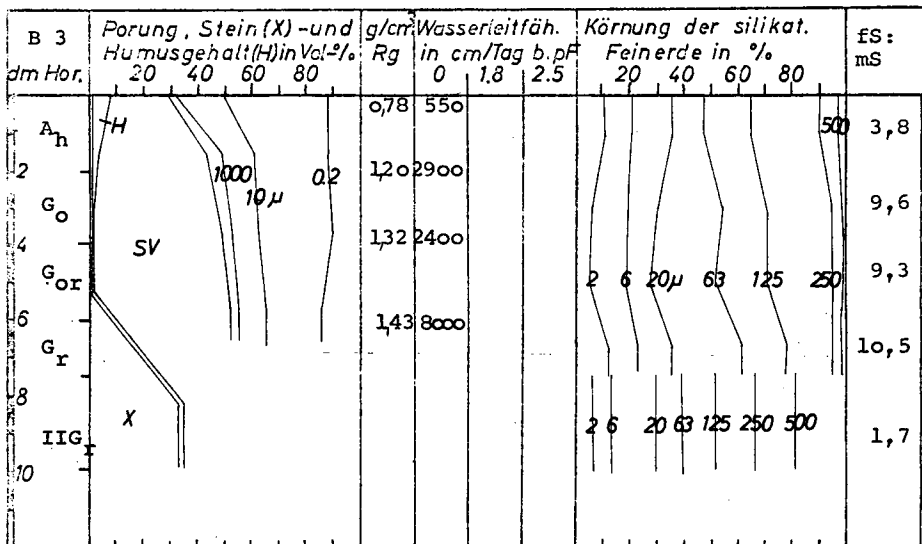 B 3
Porung, Stein(X)-und
Humusgehalt(H)in Vol-%
g/cm³
Rg
Wasserleitfäh.
in cm/Tag b.pF
Körnung der silikat.
Feinerde in %
fS:
mS
dm Hor.
20 40 60 80
0 1.8 2.5
20 40 60 80
Ah
H
0,78 550
500
3,8
2
1000
10 µ
0.2
1,20 2900
Go
9,6
4
SV
1,32 2400
Gor
2 6 20µ 63 125 250
9,3
6
1,43 8000
Gr
10,5
8
X
IIGr
2 6 20 63 125 250 500
1,7
10